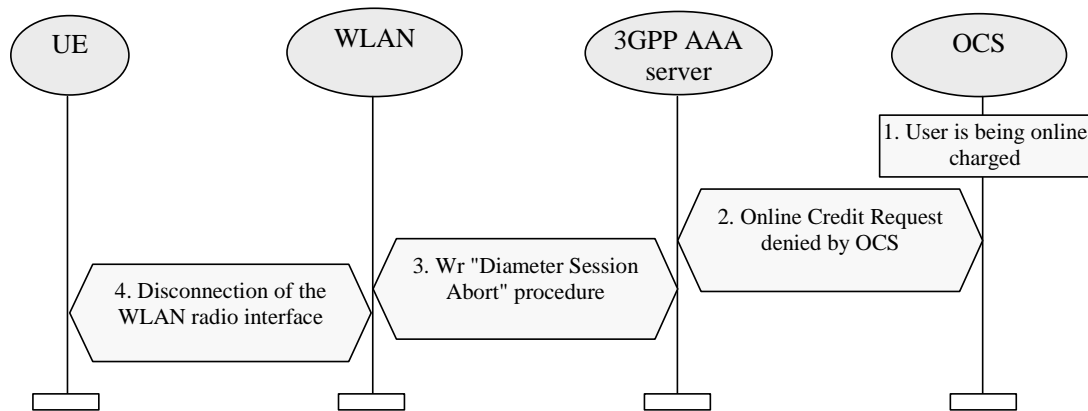 UE
WLAN
3GPP AAA
server
OCS
1. User is being online
charged
2. Online Credit Request
denied by OCS
3. Wr "Diameter Session
Abort" procedure
4. Disconnection of the
WLAN radio interface